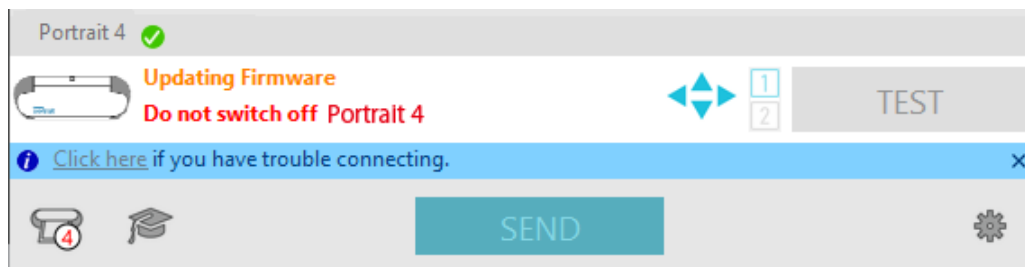 Portrait 4
Updating Firmware
Do not switch off Portrait 4
1
2
TEST
Click here if you have trouble connecting.
SEND
4